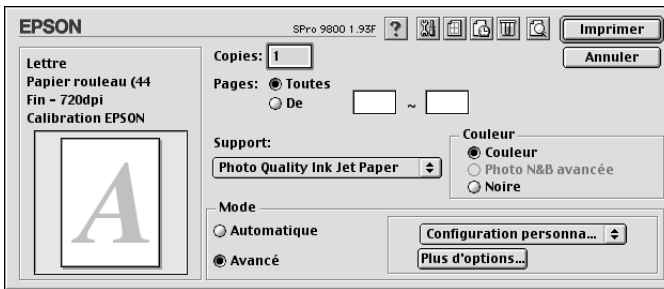 EPSON
SPro 9800 1.93F
?
Imprimer
Annuler
Lettre
Papier rouleau (44
Fin - 720dpi
Calibration EPSON
A
Copies: 1
Pages: Toutes
De ~
Support:
Photo Quality Ink Jet Paper
Couleur
Couleur
Photo N&B avancée
Noire
Mode
Automatique
Avancé
Configuration personna...
Plus d'options...